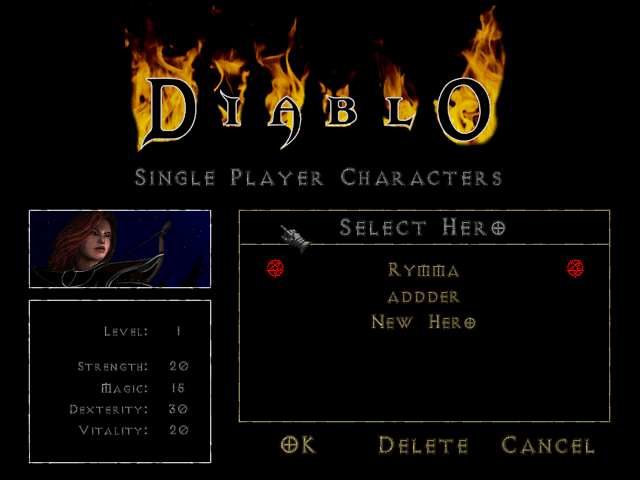 DIABLO
SINGLE PLAYER CHARACTERS
SELECT HERO
RYMMA
ADDDER
NEW HERO
LEVEL: 1
STRENGTH: 20
MAGIC: 15
DEXTERITY: 30
VITALITY: 20
OK DELETE CANCEL